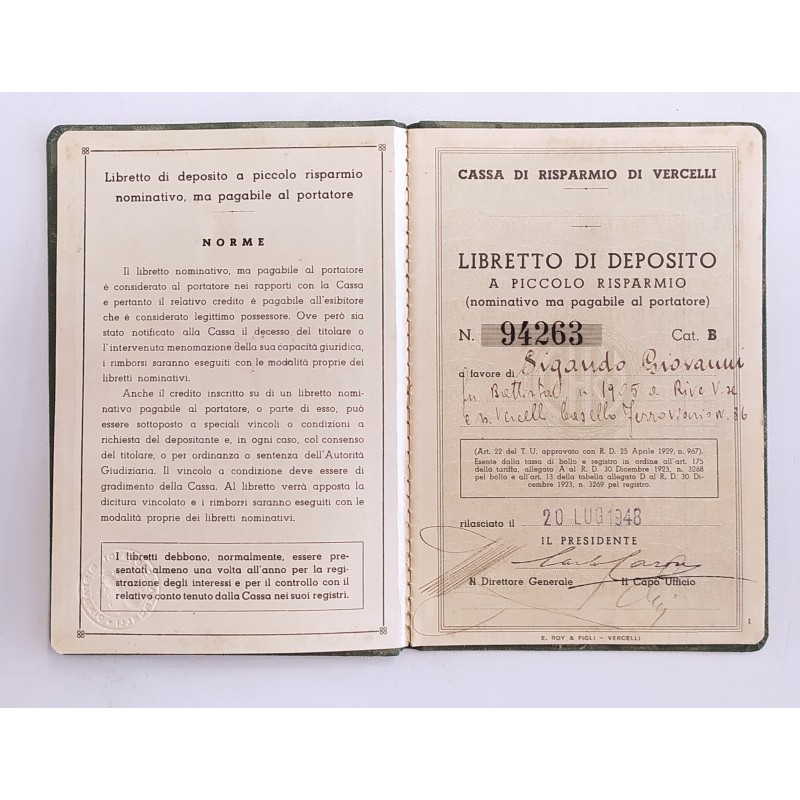 Libretto di deposito a piccolo risparmio
nominativo, ma pagabile al portatore
NORME
Il libretto nominativo, ma pagabile al portatore
è considerato al portatore nei rapporti con la Cassa
e pertanto il relativo credito è pagabile all'esibitore
che è considerato legittimo possessore. Ove però sia
stato notificato alla Cassa il decesso del titolare o
l'intervenuta menomazione della sua capacità giuridica,
i rimborsi saranno eseguiti con le modalità proprie dei
libretti nominativi.
Anche il credito inscritto su di un libretto nomi-
nativo pagabile al portatore, o parte di esso, può
essere sottoposto a speciali vincoli o condizioni a
richiesta del depositante e, in ogni caso, col consenso
del titolare, o per ordinanza o sentenza dell'Autorità
Giudiziaria. Il vincolo a condizione deve essere di
gradimento della Cassa. Al libretto verrà apposta la
dicitura vincolato e i rimborsi saranno eseguiti con le
modalità proprie dei libretti nominativi.
I libretti debbono, normalmente, essere pre-
sentati almeno una volta all'anno per la regi-
strazione degli interessi e per il controllo con il
relativo conto tenuto dalla Cassa nei suoi registri.
CASSA DI RISPARMIO DI VERCELLI
LIBRETTO DI DEPOSITO
A PICCOLO RISPARMIO
(nominativo ma pagabile al portatore)
N. 94263 Cat. B
a favore di Sigaudo Giovanni
fu Battista n. 1905 a Rive V.se
e n. Vercelli Casello Ferroviario N. 86
(Art. 22 del T. U. approvato con R. D. 25 Aprile 1929, n. 967).
Esente dalla tassa di bollo e registro in ordine all'art. 175
della tariffa, allegato A al R. D. 30 Dicembre 1923, n. 3268
pel bollo e all'art. 13 della tabella allegato D al R. D. 30 Di-
cembre 1923, n. 3269 pel registro.
rilasciato il 20 LUG 1948
IL PRESIDENTE
Il Direttore Generale Il Capo Ufficio
1
E. ROY & FIGLI - VERCELLI